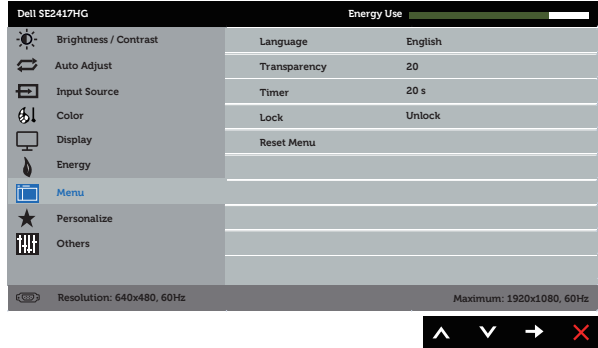 Dell SE2417HG
Energy Use
Brightness / Contrast
Auto Adjust
Input Source
Color
Display
Energy
Menu
Personalize
Others
Language English
Transparency 20
Timer 20 s
Lock Unlock
Reset Menu
Resolution: 640x480, 60Hz
Maximum: 1920x1080, 60Hz